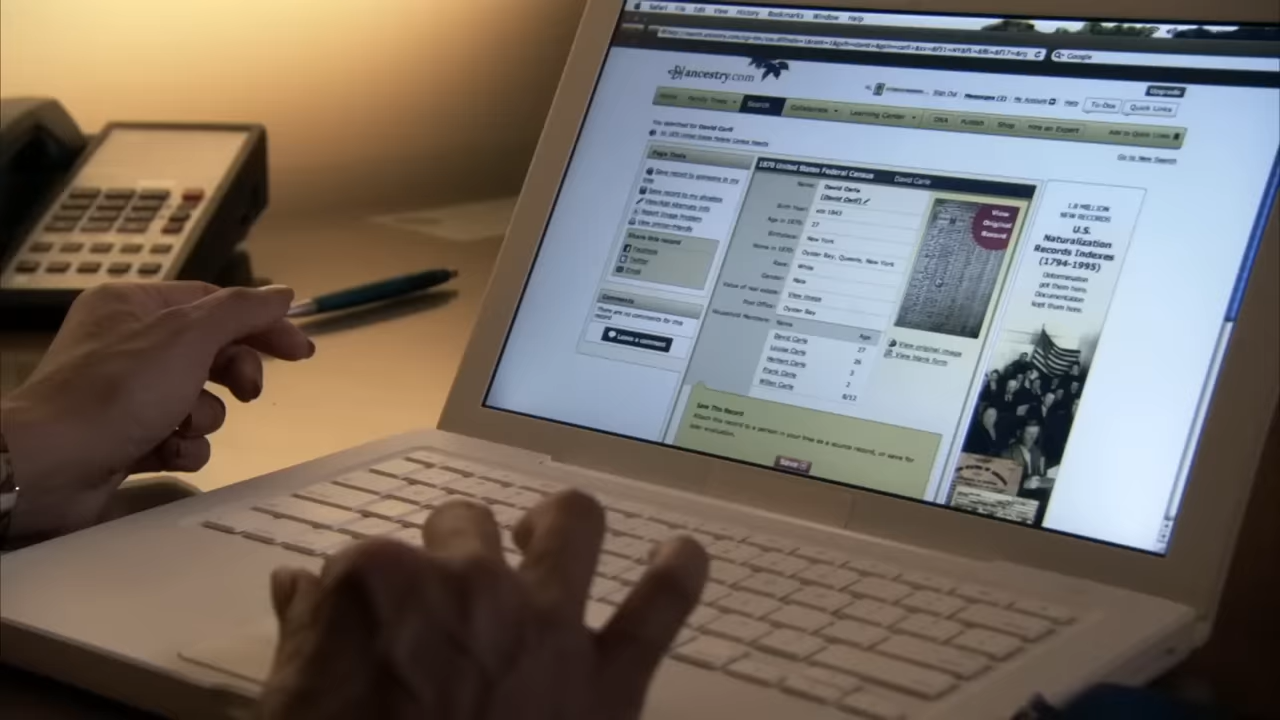 Safari File Edit View History Bookmarks Window Help
Google
ancestry.com
Upgrade
Sign Out My Account Help To-Dos Quick Links
Home Family Trees Search Collaborate Learning Center DNA Publish Shop Hire an Expert Add to Quick Links
Go to New Search
You searched for David Carll
Page Tools
Save record to someone in my tree
Save record to my shoebox
View/Add Alternate Info
Report Image Problem
View printer-friendly
Share this record
Facebook
Twitter
Email
Comments
There are no comments for this record
Leave a comment
1870 United States Federal Census David Carle
Name: David Carle
[David Carll]
Birth Year: abt 1843
Age in 1870: 27
Birthplace: New York
Home in 1870: Oyster Bay, Queens, New York
Race: White
Gender: Male
Value of real estate: View image
Post Office: Oyster Bay
Household Members: Name Age
David Carle 27
Louisa Carle 26
Herbert Carle 3
Frank Carle 2
Willen Carle 8/12
View Original Record
View original image
View blank form
Save This Record
Attach this record to a person in your tree as a source record, or save for later evaluation.
Save
1.8 MILLION
NEW RECORDS
U.S.
Naturalization
Records Indexes
(1794-1995)
Determination
got them here.
Documentation
kept them here.